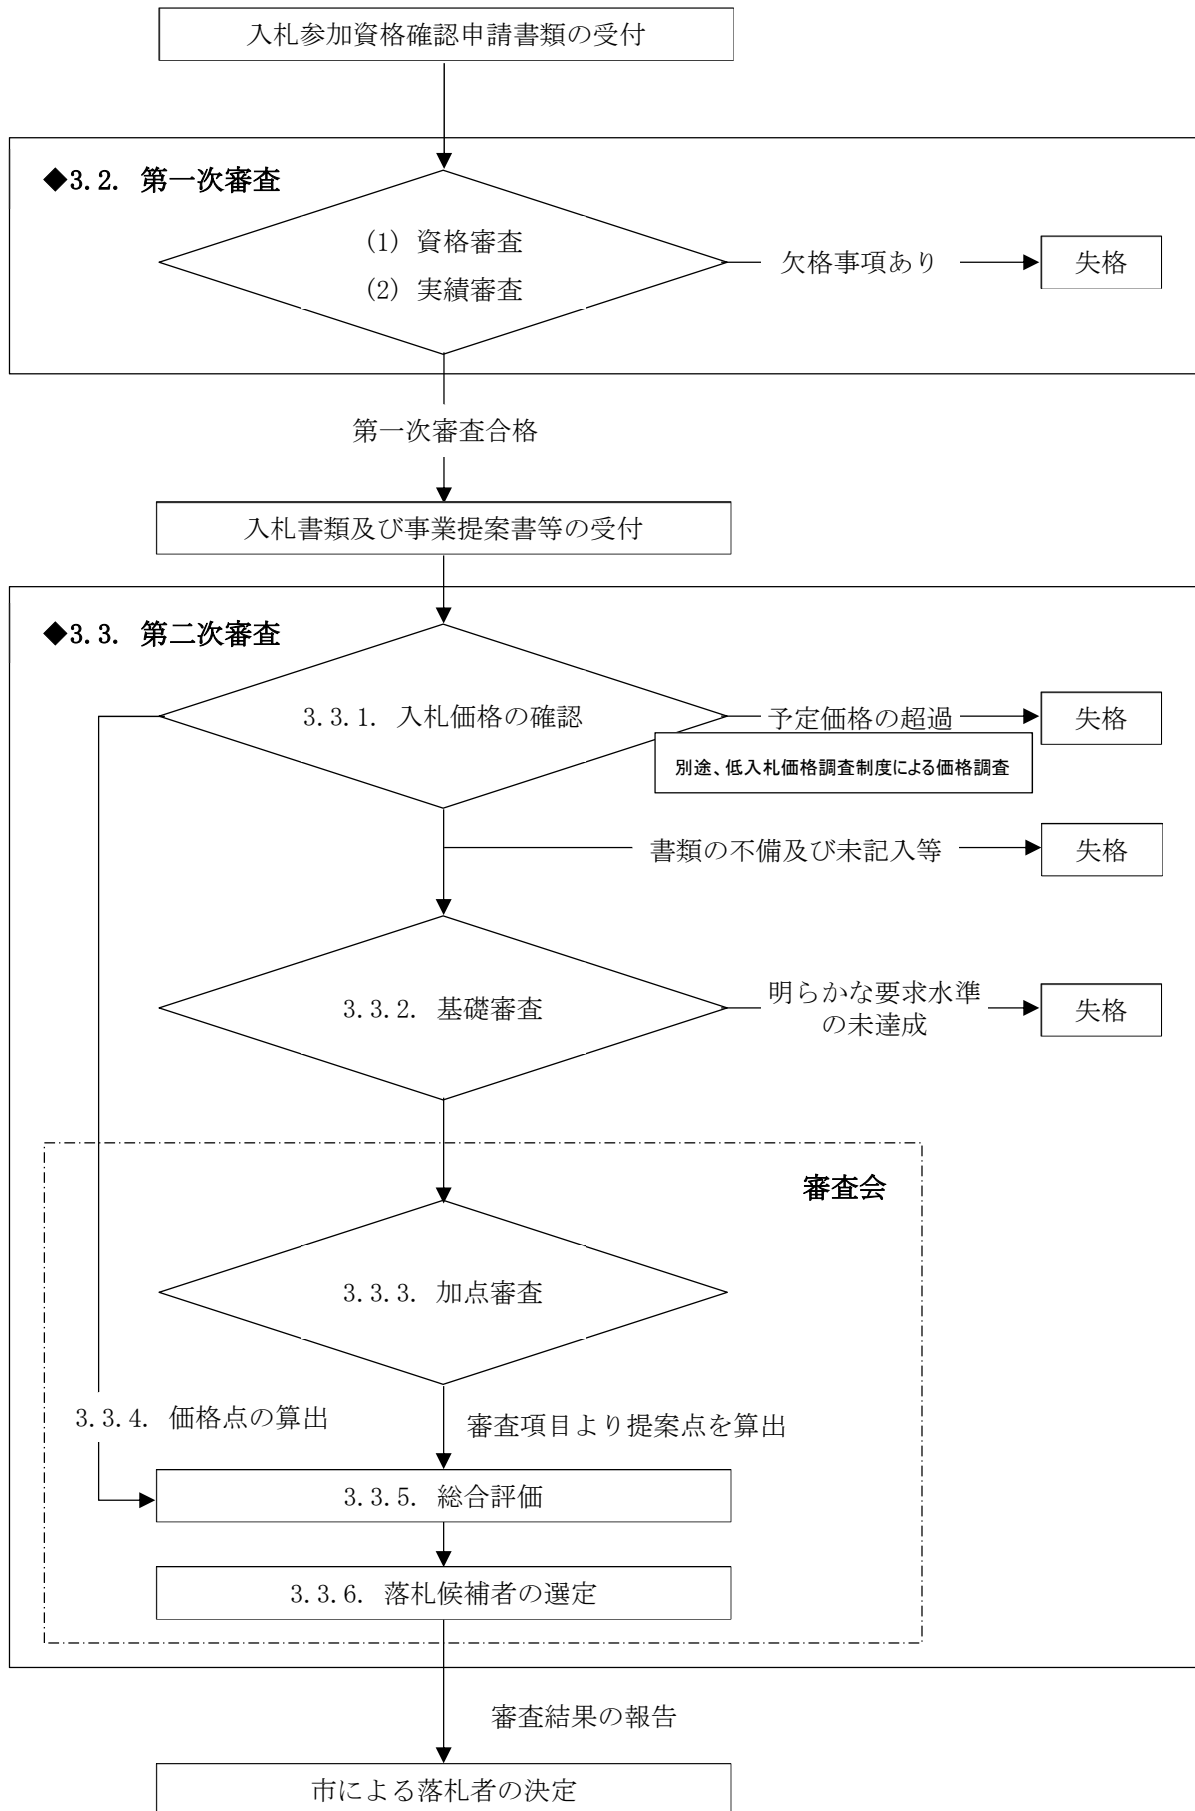 入札参加資格確認申請書類の受付
◆3.2. 第一次審査
(1) 資格審査
(2) 実績審査
欠格事項あり
失格
第一次審査合格
入札書類及び事業提案書等の受付
◆3.3. 第二次審査
3.3.1. 入札価格の確認
予定価格の超過
失格
別途、低入札価格調査制度による価格調査
書類の不備及び未記入等
失格
3.3.2. 基礎審査
明らかな要求水準
の未達成
失格
審査会
3.3.3. 加点審査
3.3.4. 価格点の算出
審査項目より提案点を算出
3.3.5. 総合評価
3.3.6. 落札候補者の選定
審査結果の報告
市による落札者の決定